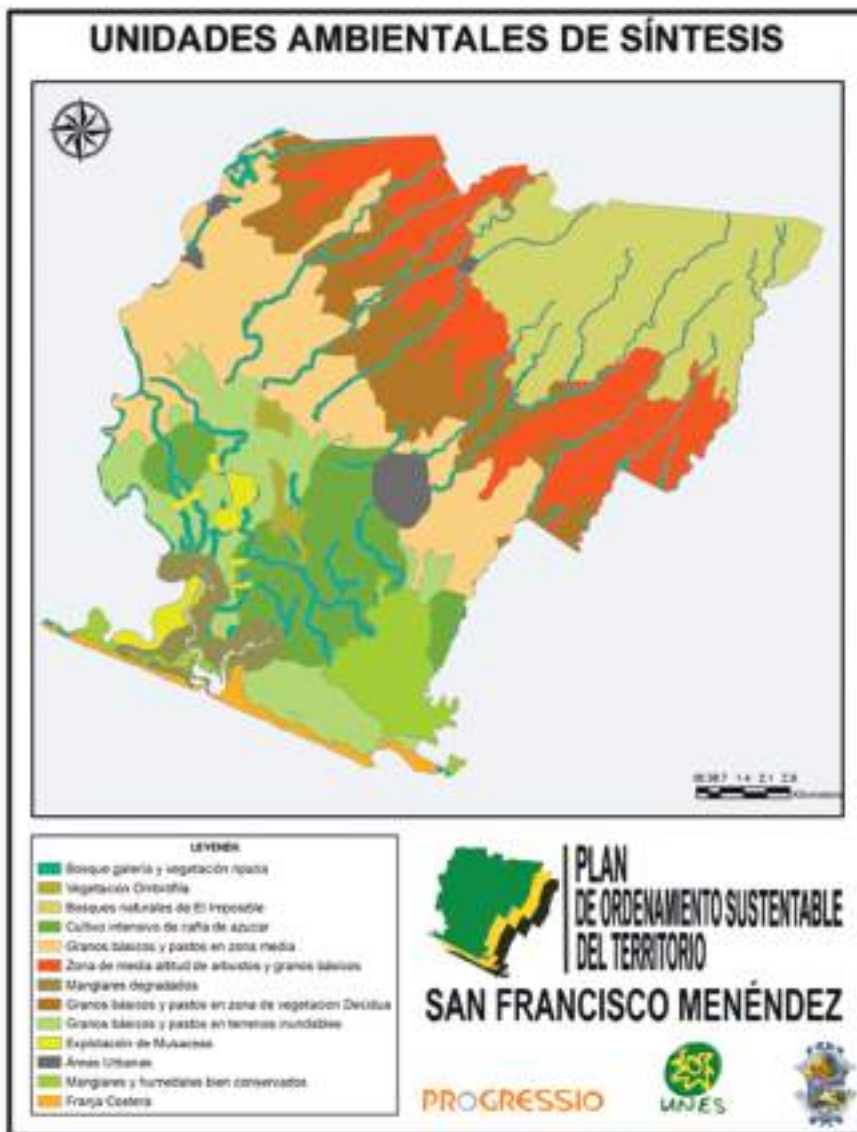 UNIDADES AMBIENTALES DE SÍNTESIS
LEYENDA
Bosque galería y vegetación riparia
Vegetación
Bosques naturales de El Imposible
Cultivo intensivo de caña de azucar
Granos básicos y pastos en zona media
Zona de media altitud de arbustos y granos básicos
Manglares degradados
Granos básicos y pastos en zona de vegetación Decidua
Granos básicos y pastos en terrenos inundables
Explotación de Musaceas
Áreas Urbanas
Manglares y humedales bien conservados
Franja Costera
PLAN
DE ORDENAMIENTO SUSTENTABLE
DEL TERRITORIO
SAN FRANCISCO MENÉNDEZ
PROGRESSIO
UNES